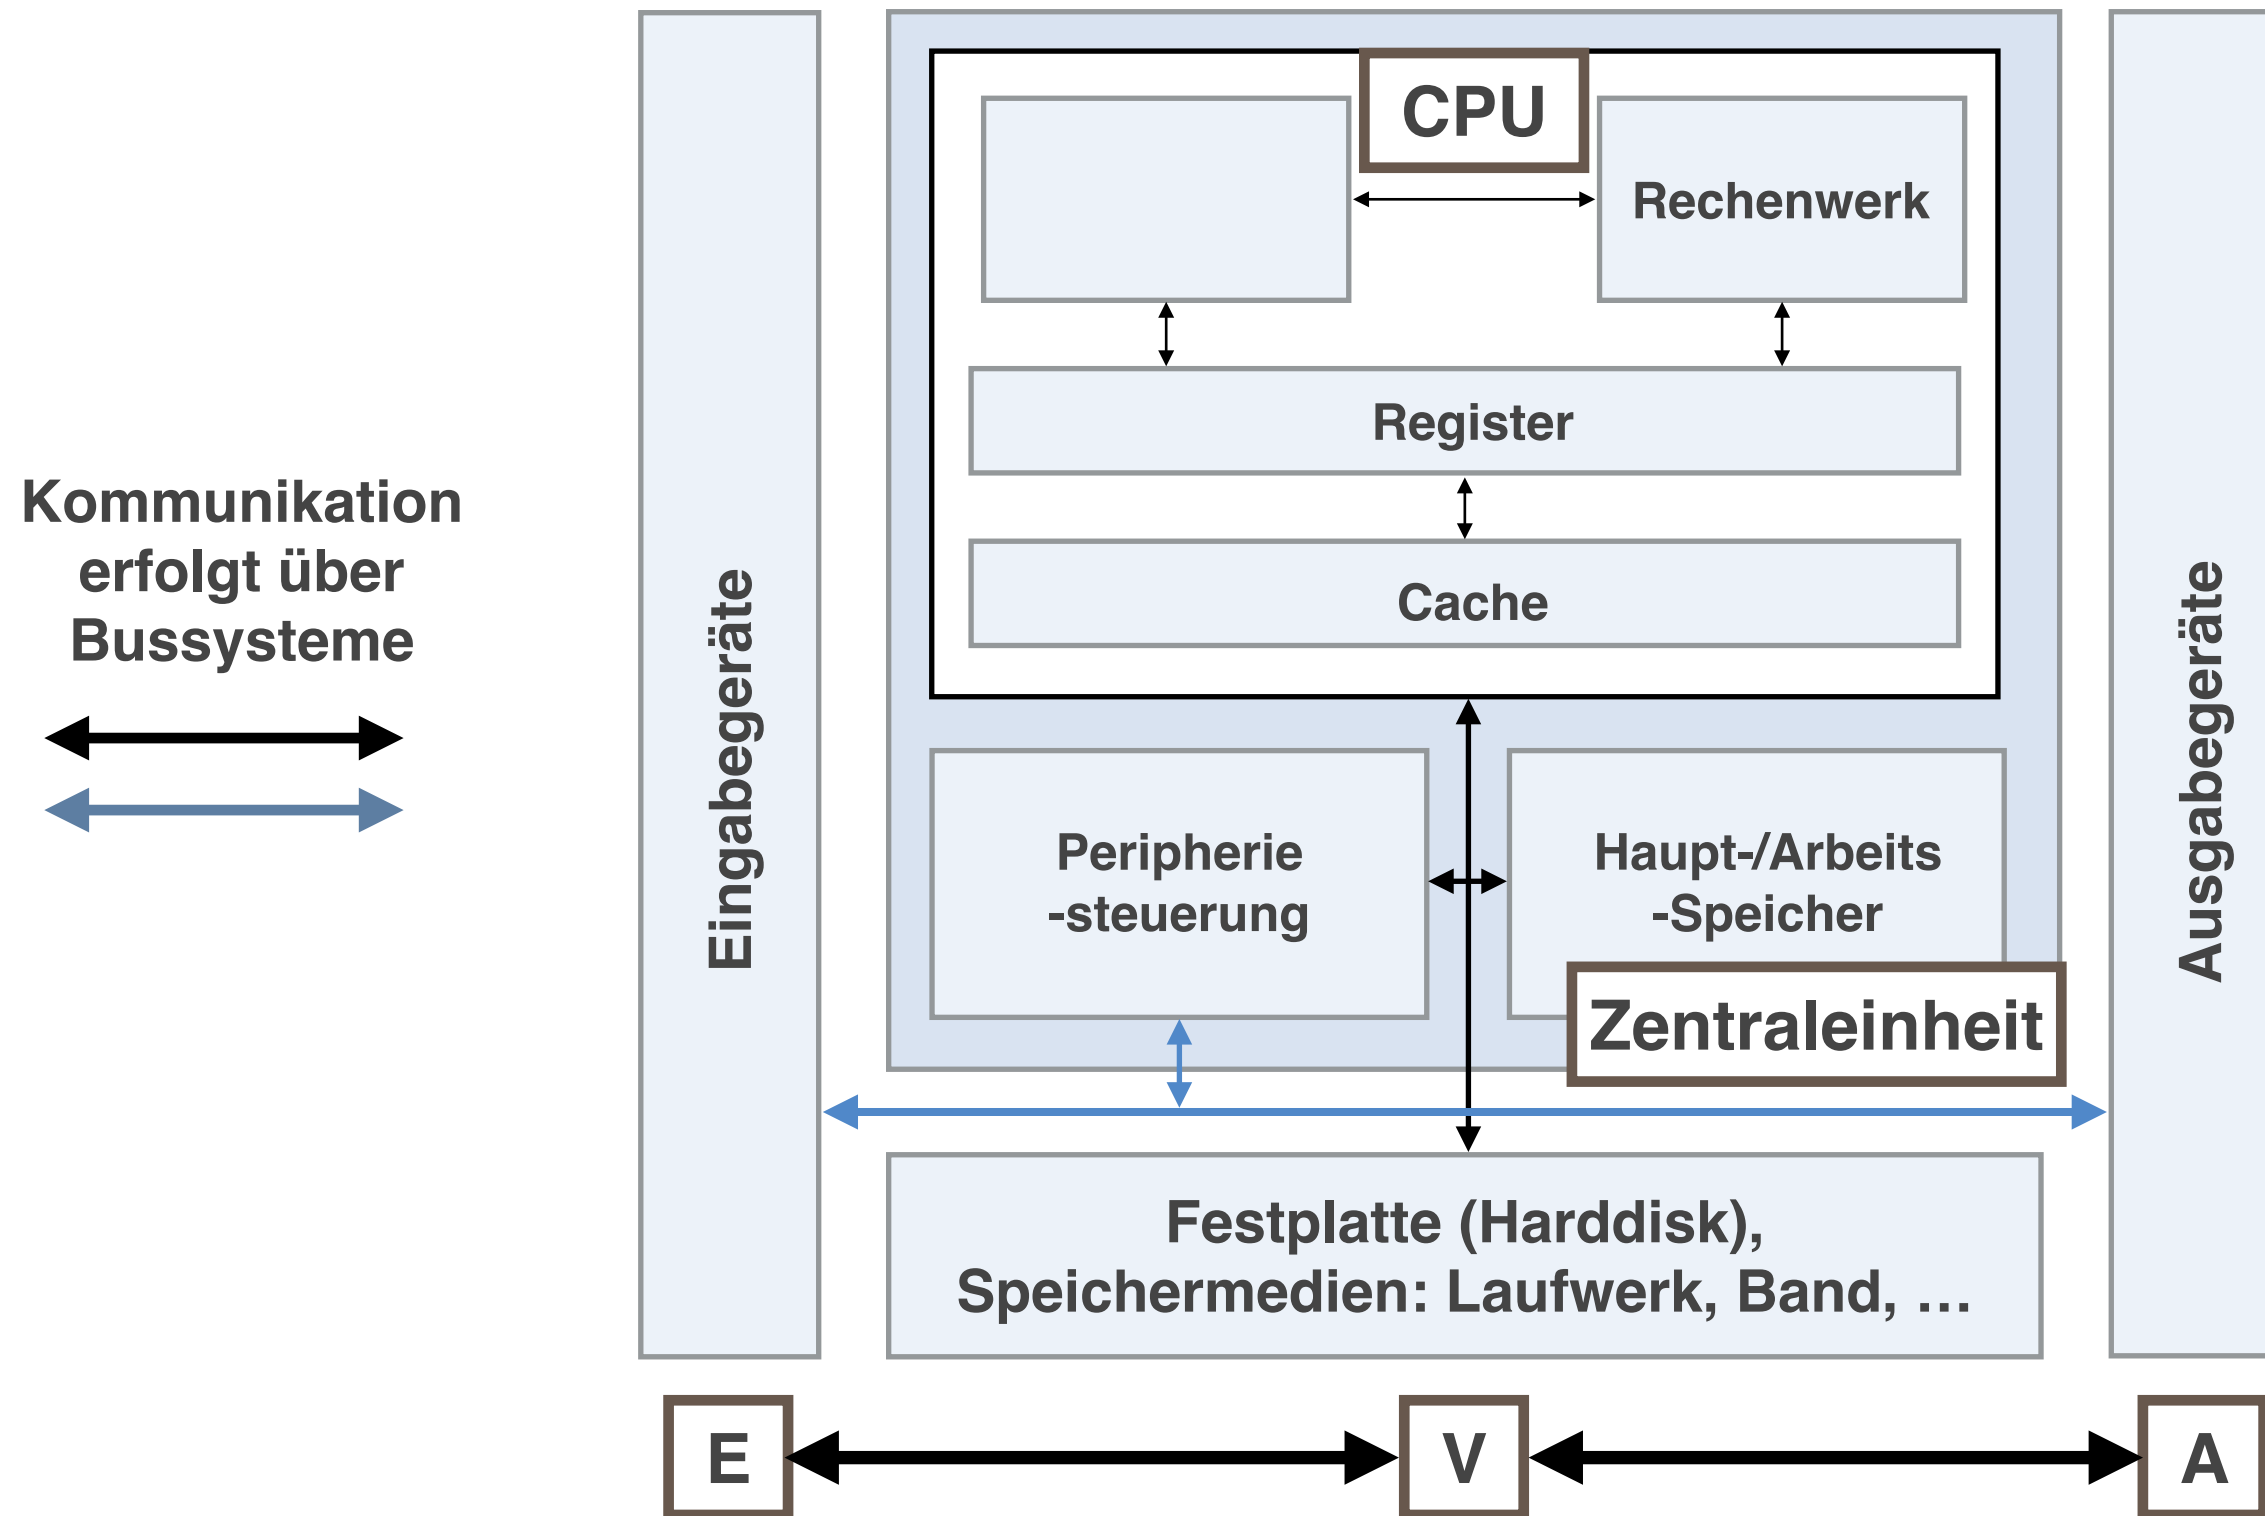 CPU
Rechenwerk
Register
Cache
Kommunikation
erfolgt über
Bussysteme
Eingabegeräte
Ausgabegeräte
Peripherie
-steuerung
Haupt-/Arbeits
-Speicher
Zentraleinheit
Festplatte (Harddisk),
Speichermedien: Laufwerk, Band, …
E
V
A